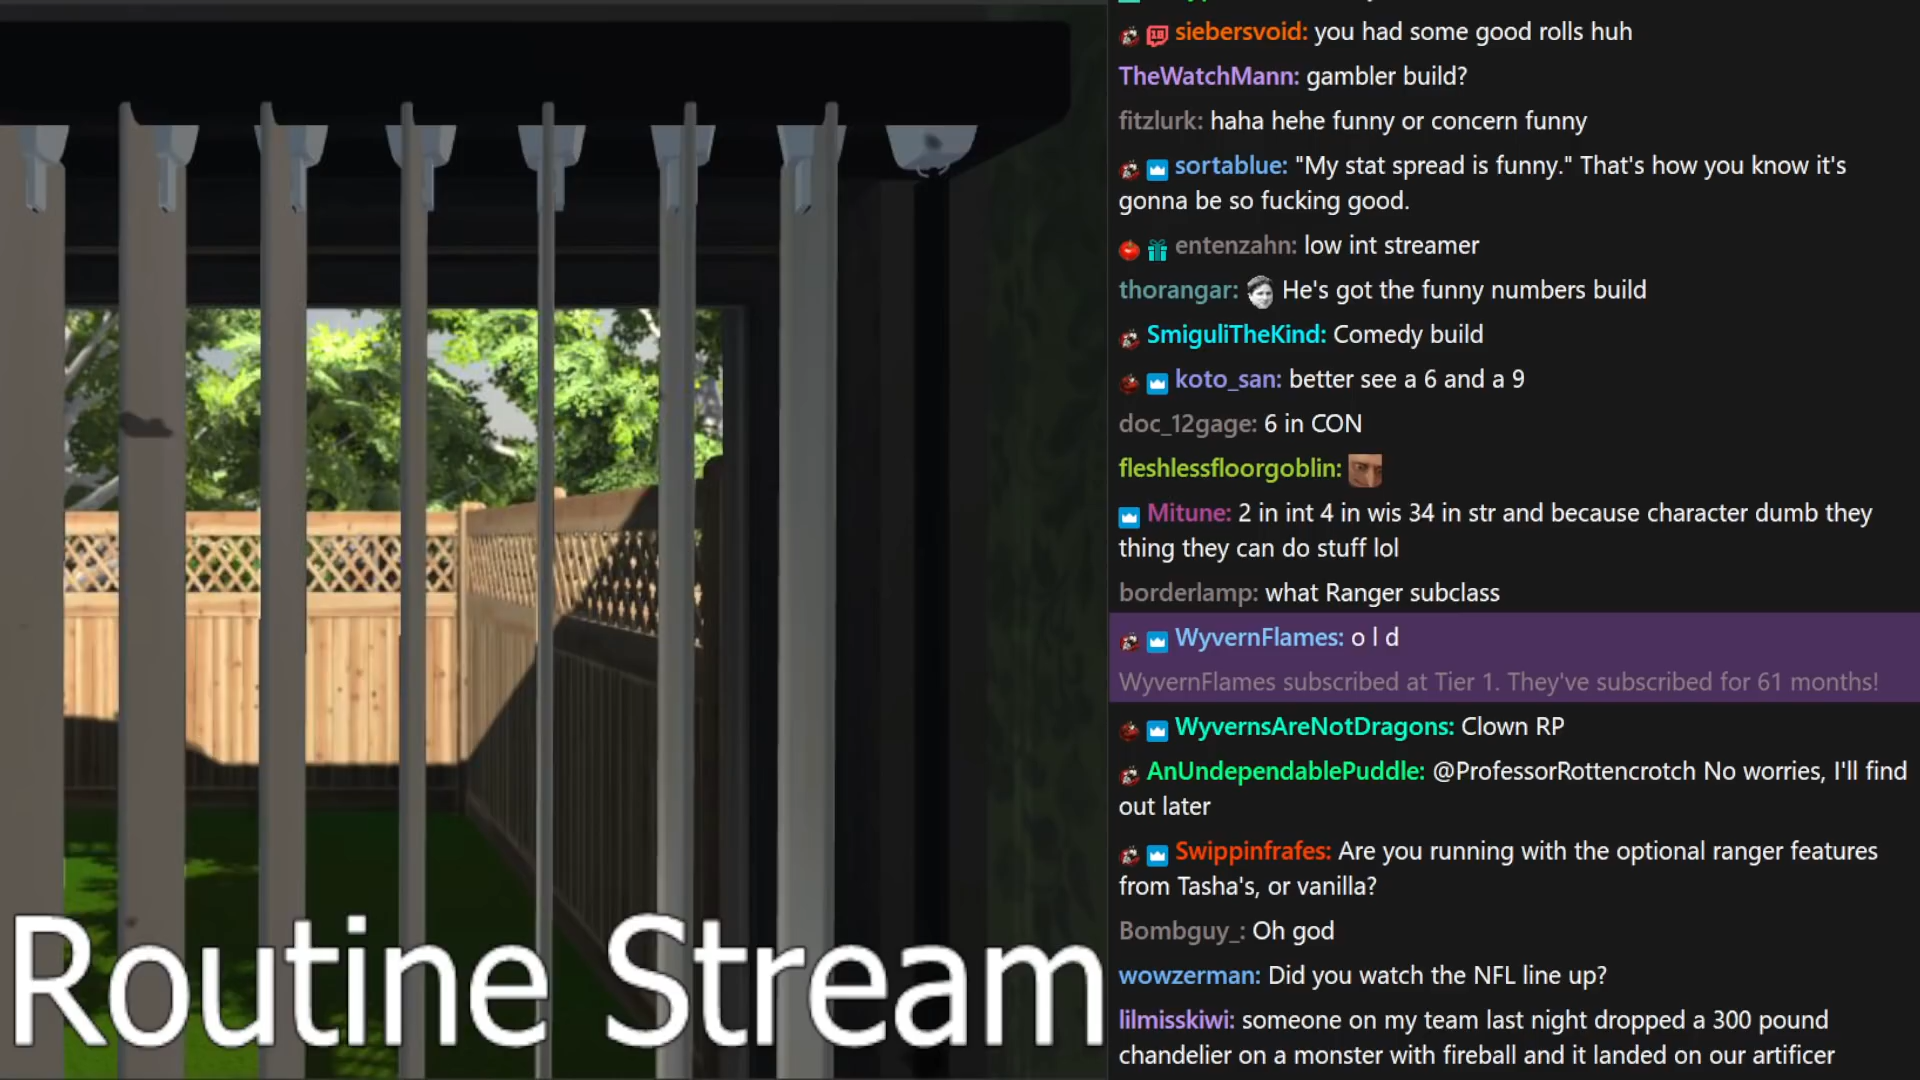 siebersvoid: you had some good rolls huh
TheWatchMann: gambler build?
fitzlurk: haha hehe funny or concern funny
sortablue: "My stat spread is funny." That's how you know it's
gonna be so fucking good.
entenzahn: low int streamer
thorangar: He's got the funny numbers build
SmiguliTheKind: Comedy build
koto_san: better see a 6 and a 9
doc_12gage: 6 in CON
fleshlessfloorgoblin:
Mitune: 2 in int 4 in wis 34 in str and because character dumb they
thing they can do stuff lol
borderlamp: what Ranger subclass
WyvernFlames: o l d
WyvernFlames subscribed at Tier 1. They've subscribed for 61 months!
WyvernsAreNotDragons: Clown RP
AnUndependablePuddle: @ProfessorRottencrotch No worries, I'll find
out later
Swippinfrafes: Are you running with the optional ranger features
from Tasha's, or vanilla?
Bombguy_: Oh god
wowzerman: Did you watch the NFL line up?
lilmisskiwi: someone on my team last night dropped a 300 pound
chandelier on a monster with fireball and it landed on our artificer
Routine Stream